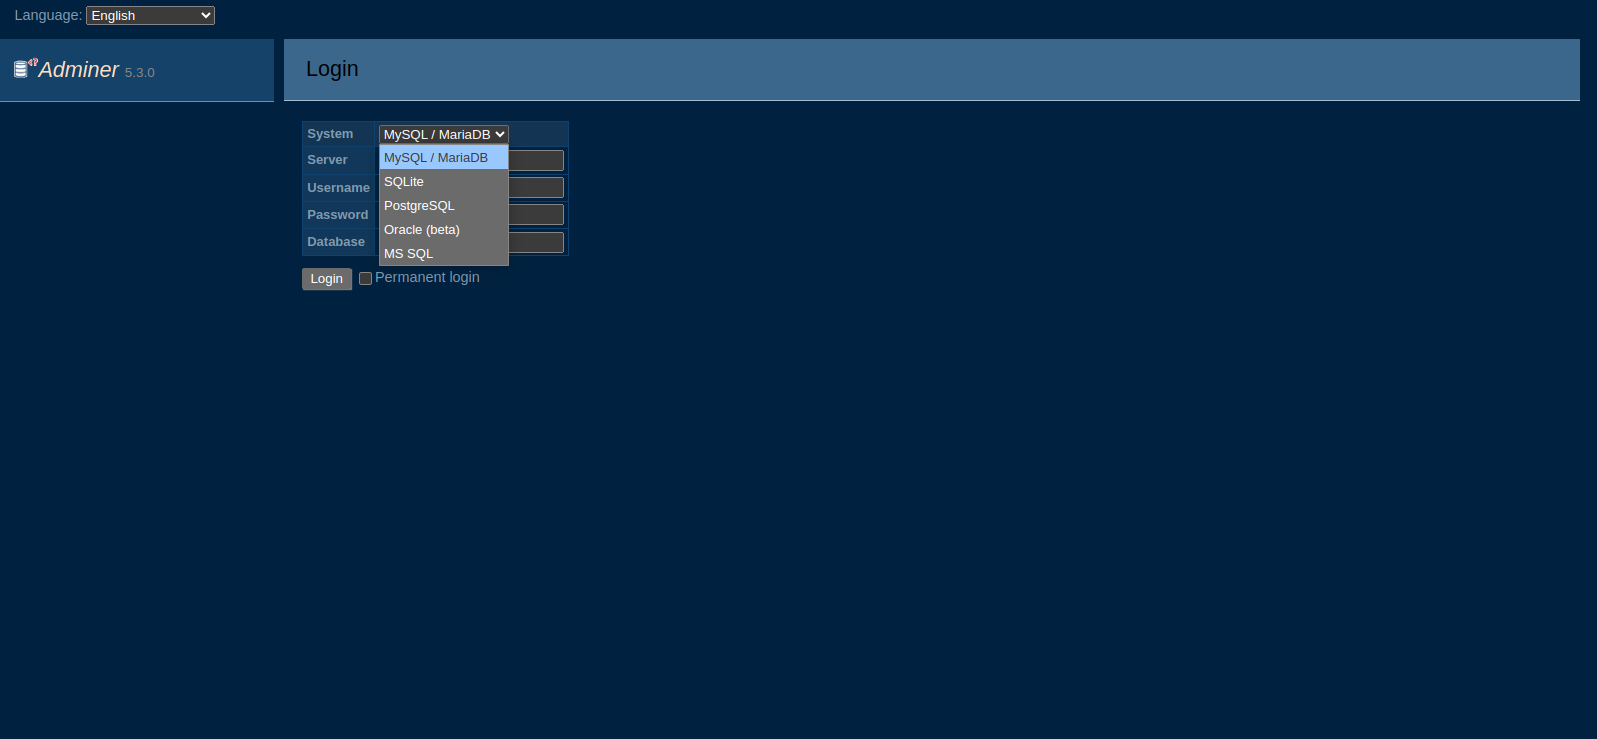 Language: English
Adminer 5.3.0
Login
System MySQL / MariaDB
Server MySQL / MariaDB
SQLite
Username PostgreSQL
Password Oracle (beta)
Database MS SQL
Login Permanent login